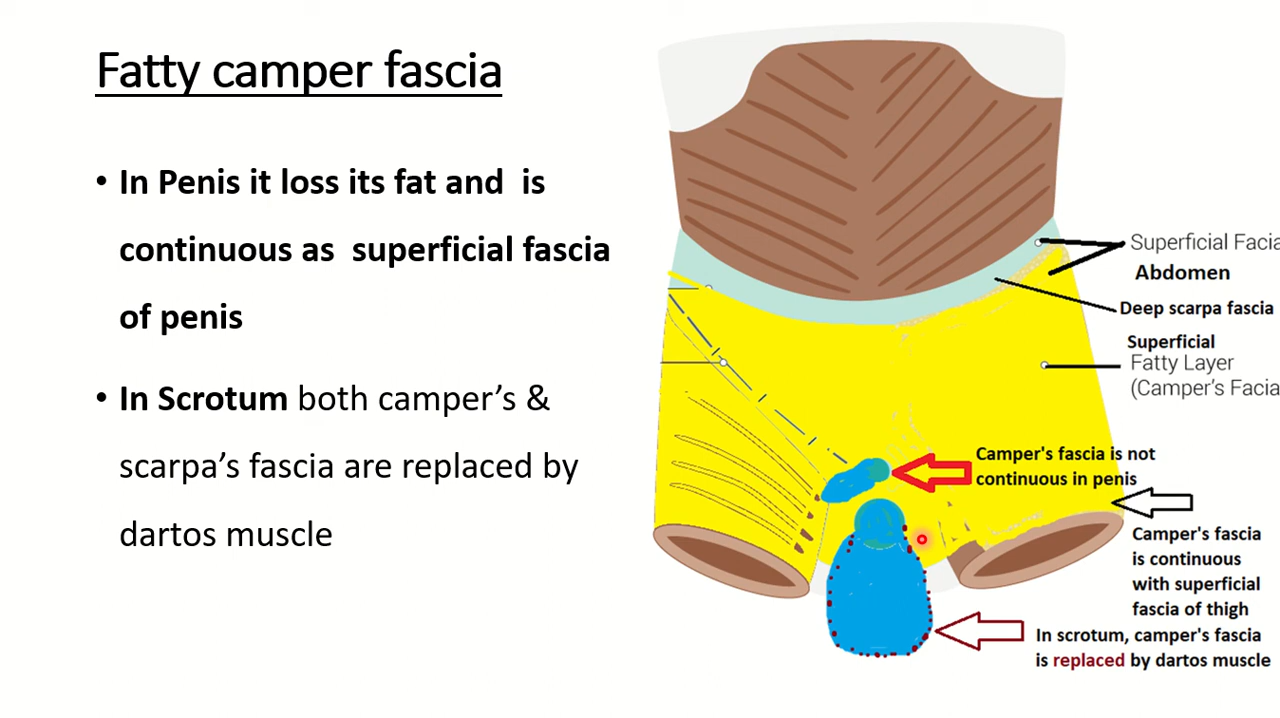 Fatty camper fascia
• In Penis it loss its fat and is
continuous as superficial fascia
of penis
• In Scrotum both camper’s &
scarpa’s fascia are replaced by
dartos muscle
Superficial Facia
Abdomen
Deep scarpa fascia
Superficial
Fatty Layer
(Camper's Facia
Camper's fascia is not
continuous in penis
Camper's fascia
is continuous
with superficial
fascia of thigh
In scrotum, camper's fascia
is replaced by dartos muscle